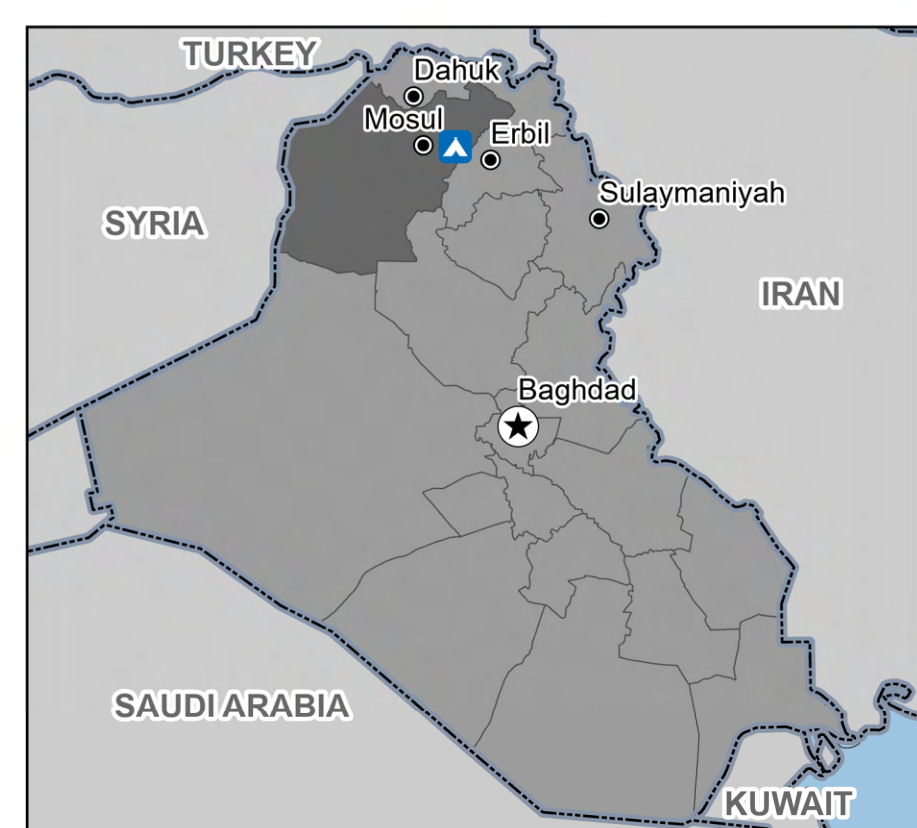 TURKEY
Dahuk
Mosul
Erbil
Sulaymaniyah
SYRIA
IRAN
Baghdad
SAUDI ARABIA
KUWAIT